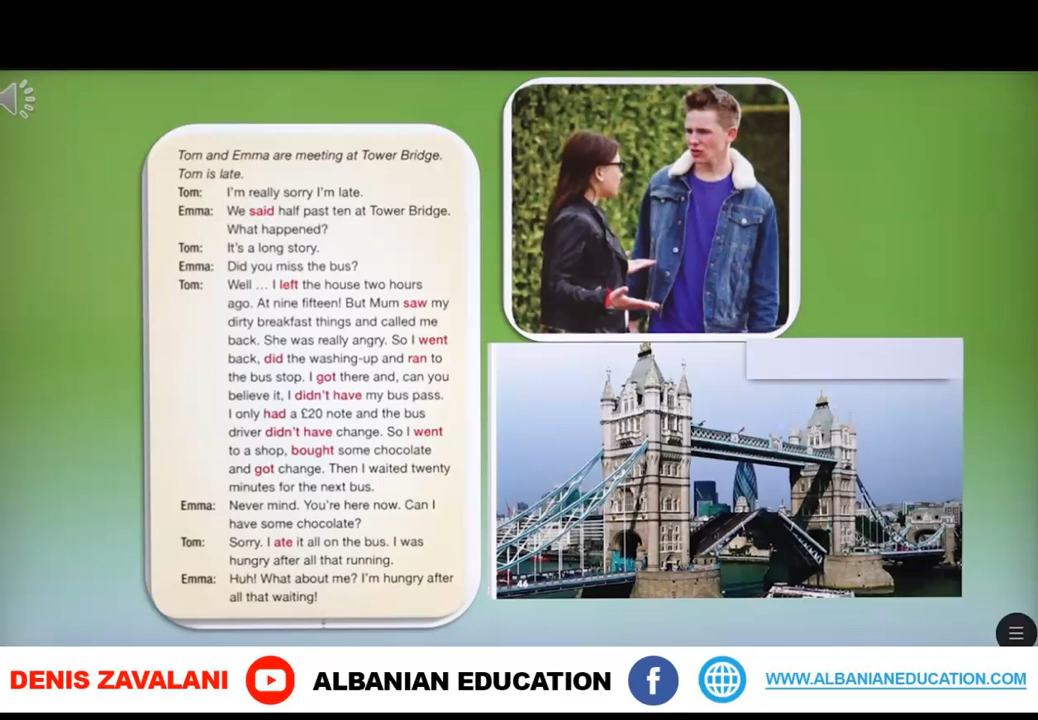 Tom and Emma are meeting at Tower Bridge.
Tom is late.
Tom: I'm really sorry I'm late.
Emma: We said half past ten at Tower Bridge.
What happened?
Tom: It's a long story.
Emma: Did you miss the bus?
Tom: Well ... I left the house two hours
ago. At nine fifteen! But Mum saw my
dirty breakfast things and called me
back. She was really angry. So I went
back, did the washing-up and ran to
the bus stop. I got there and, can you
believe it, I didn't have my bus pass.
I only had a £20 note and the bus
driver didn't have change. So I went
to a shop, bought some chocolate
and got change. Then I waited twenty
minutes for the next bus.
Emma: Never mind. You're here now. Can I
have some chocolate?
Tom: Sorry. I ate it all on the bus. I was
hungry after all that running.
Emma: Huh! What about me? I'm hungry after
all that waiting!
46
DENIS ZAVALANI ALBANIAN EDUCATION WWW.ALBANIANEDUCATION.COM